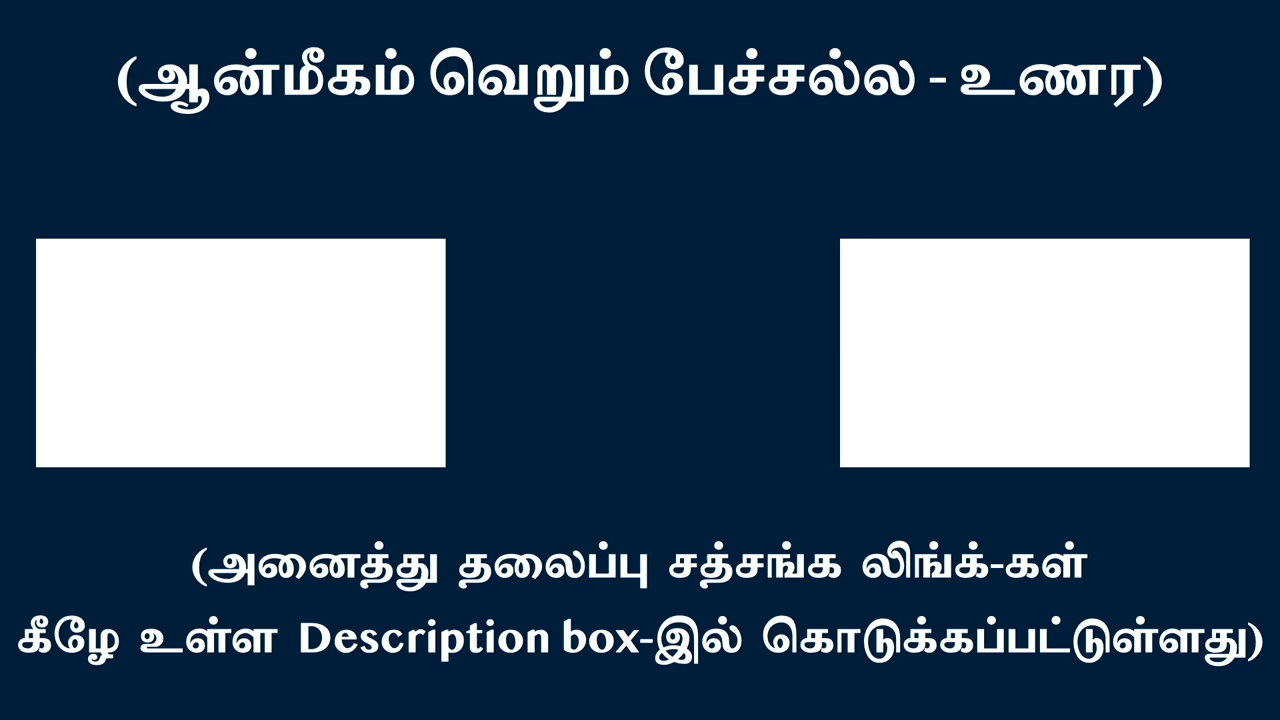 (ஆன்மீகம் வெறும் பேச்சல்ல - உணர)
(அனைத்து தலைப்பு சத்சங்க லிங்க்-கள்
கீழே உள்ள Description box-இல் கொடுக்கப்பட்டுள்ளது)